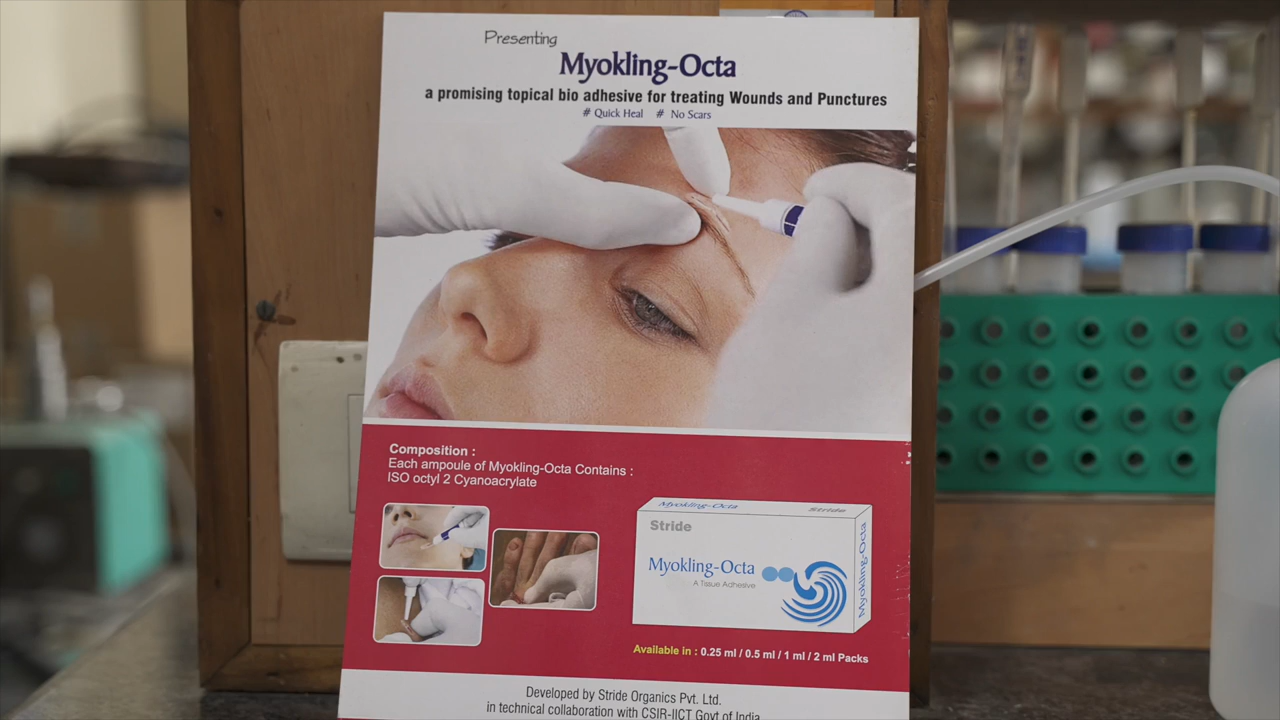 Presenting
Myokling-Octa
a promising topical bio adhesive for treating Wounds and Punctures
# Quick Heal # No Scars
Composition :
Each ampoule of Myokling-Octa Contains :
ISO octyl 2 Cyanoacrylate
Myokling-Octa Stride
Stride
Myokling-Octa
A Tissue Adhesive
Myokling-Octa
Available in : 0.25 ml / 0.5 ml / 1 ml / 2 ml Packs
Developed by Stride Organics Pvt. Ltd.
in technical collaboration with CSIR-IICT Govt of India